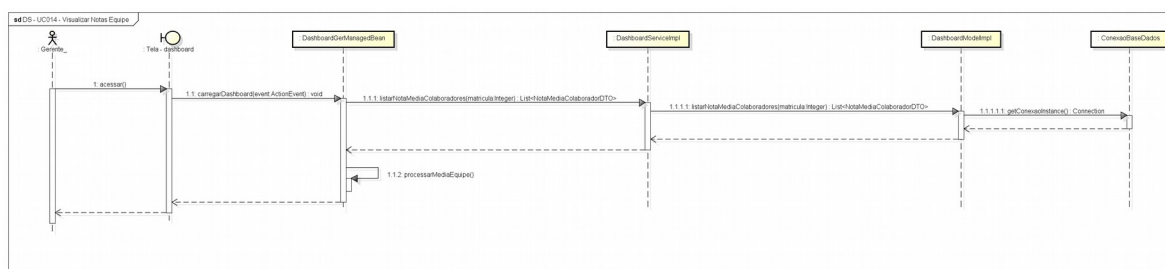 sd DS - UC014 - Visualizar Notas Equipe
: Gerente_
: Tela - dashboard
: DashboardGerManagedBean
: DashboardServiceImpl
: DashboardModelImpl
: ConexaoBaseDados
1: acessar()
1.1: carregarDashboard(event:ActionEvent) : void
1.1.1: listarNotaMediaColaboradores(matricula:Integer) : List<NotaMediaColaboradorDTO>
1.1.1.1: listarNotaMediaColaboradores(matricula:Integer) : List<NotaMediaColaboradorDTO>
1.1.1.1.1: getConexaoInstance() : Connection
1.1.2: processarMediaEquipe()